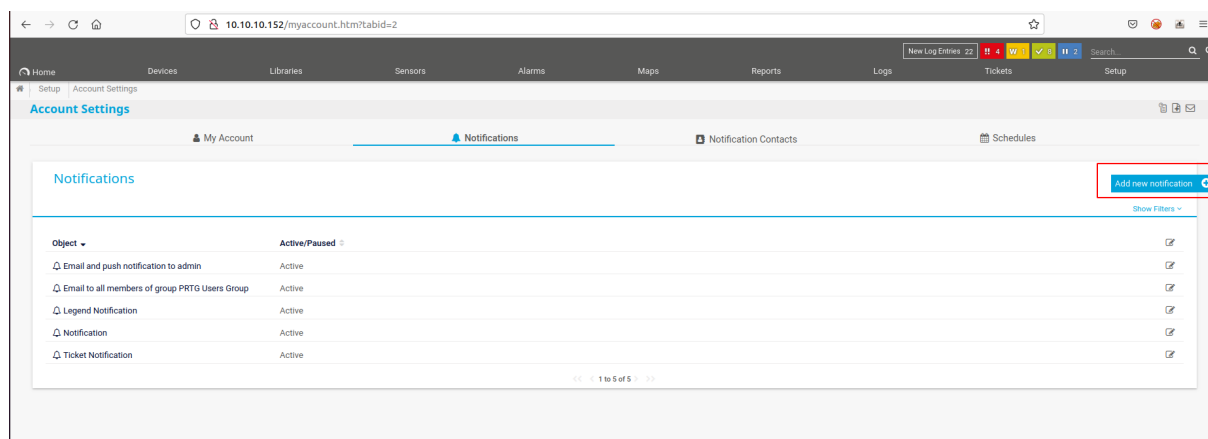 10.10.10.152/myaccount.htm?tabid=2
New Log Entries 22 !! 4 W 1 6 II 2 Search...
Home Devices Libraries Sensors Alarms Maps Reports Logs Tickets Setup
Setup Account Settings
Account Settings
My Account Notifications Notification Contacts Schedules
Notifications
Add new notification
Show Filters
Object Active/Paused
Email and push notification to admin Active
Email to all members of group PRTG Users Group Active
Legend Notification Active
Notification Active
Ticket Notification Active
<< < 1 to 5 of 5 > >>